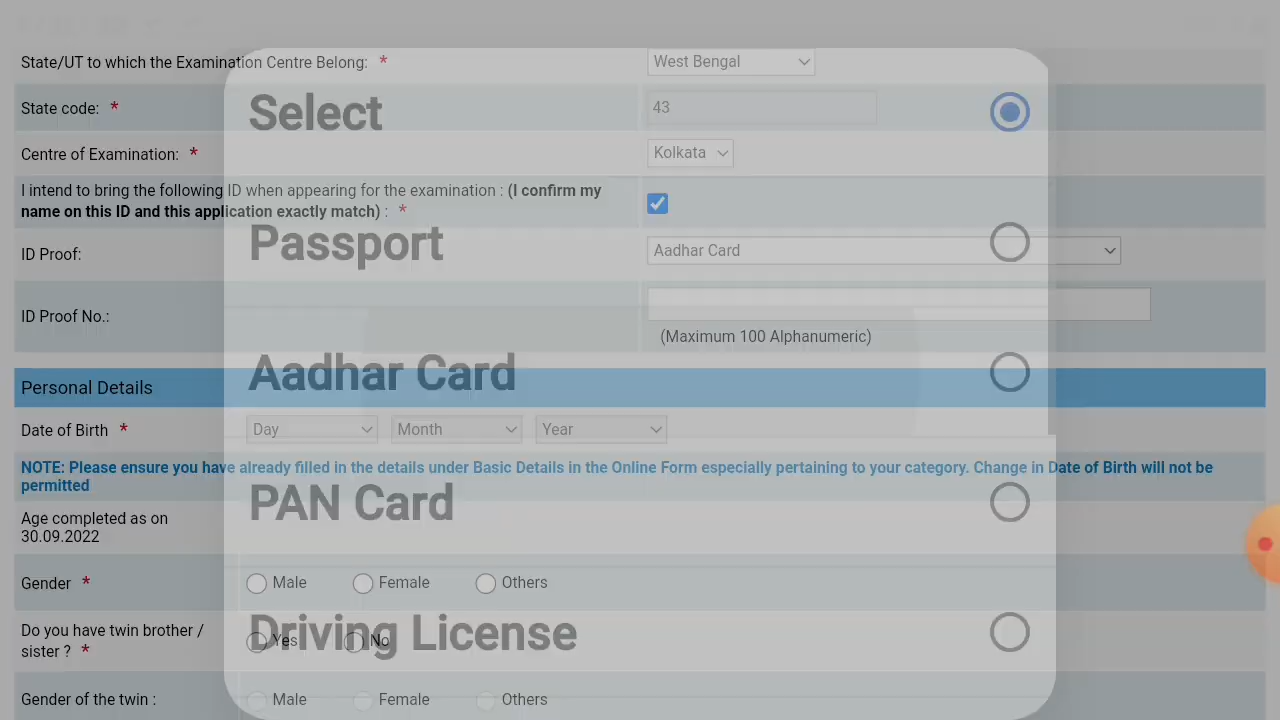 State/UT to which the Examination Centre Belong: * West Bengal
Select
State code: * 43
Centre of Examination: * Kolkata
I intend to bring the following ID when appearing for the examination : (I confirm my
name on this ID and this application exactly match) : *
Passport
ID Proof: Aadhar Card
ID Proof No.:
(Maximum 100 Alphanumeric)
Aadhar Card
Personal Details
Date of Birth * Day Month Year
NOTE: Please ensure you have already filled in the details under Basic Details in the Online Form especially pertaining to your category. Change in Date of Birth will not be
permitted
PAN Card
Age completed as on
30.09.2022
Gender * Male Female Others
Driving License
Do you have twin brother /
sister ? * Yes No
Gender of the twin : Male Female Others